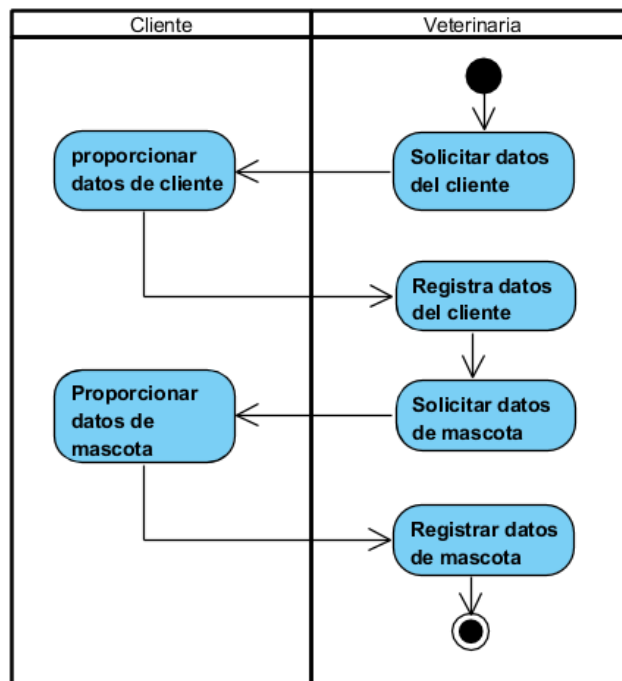 Cliente
Veterinaria
Solicitar datos
del cliente
proporcionar
datos de cliente
Registra datos
del cliente
Solicitar datos
de mascota
Proporcionar
datos de
mascota
Registrar datos
de mascota